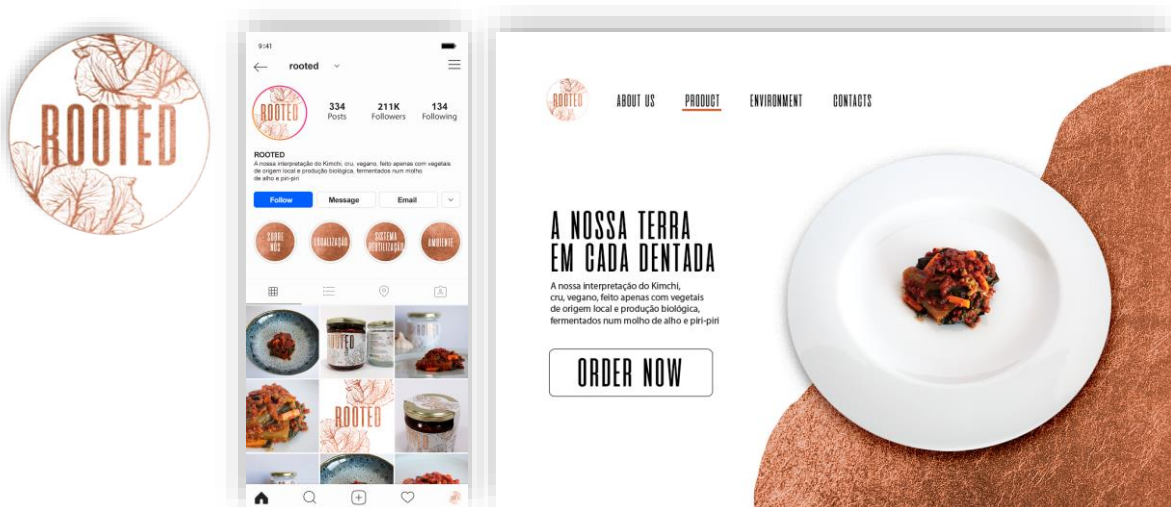 ROOTED
9:41
rooted
ROOTED
334 211K 134
Posts Followers Following
ROOTED
A nossa interpretação do Kimchi, cru, vegano, feito apenas com vegetais
de origem local e produção biológica, fermentados num molho
de alho e piri-piri
Follow Message Email
SOBRE
NÓS
LOCALIZAÇÃO
SISTEMA
REUTILIZAÇÃO
AMBIENTE
ROOTED
ROOTED
ROOTED
ROOTED
ABOUT US PRODUCT ENVIRONMENT CONTACTS
A NOSSA TERRA
EM CADA DENTADA
A nossa interpretação do Kimchi,
cru, vegano, feito apenas com vegetais
de origem local e produção biológica,
fermentados num molho de alho e piri-piri
ORDER NOW